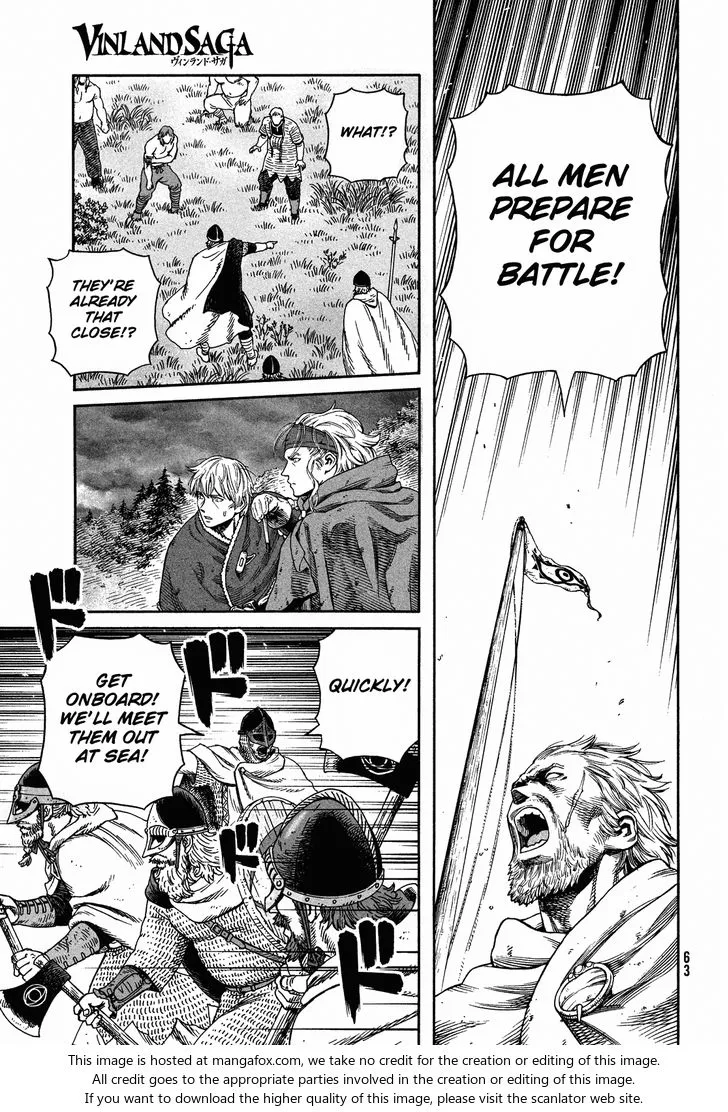 VINLAND SAGA
ヴィンランド・サガ
ALL MEN
PREPARE
FOR
BATTLE!
WHAT!?
THEY'RE
ALREADY
THAT
CLOSE!?
QUICKLY!
GET
ONBOARD!
WE'LL MEET
THEM OUT
AT SEA!
ド
ド
ド
ド
63
This image is hosted at mangafox.com, we take no credit for the creation or editing of this image.
All credit goes to the appropriate parties involved in the creation or editing of this image.
If you want to download the higher quality of this image, please visit the scanlator web site.